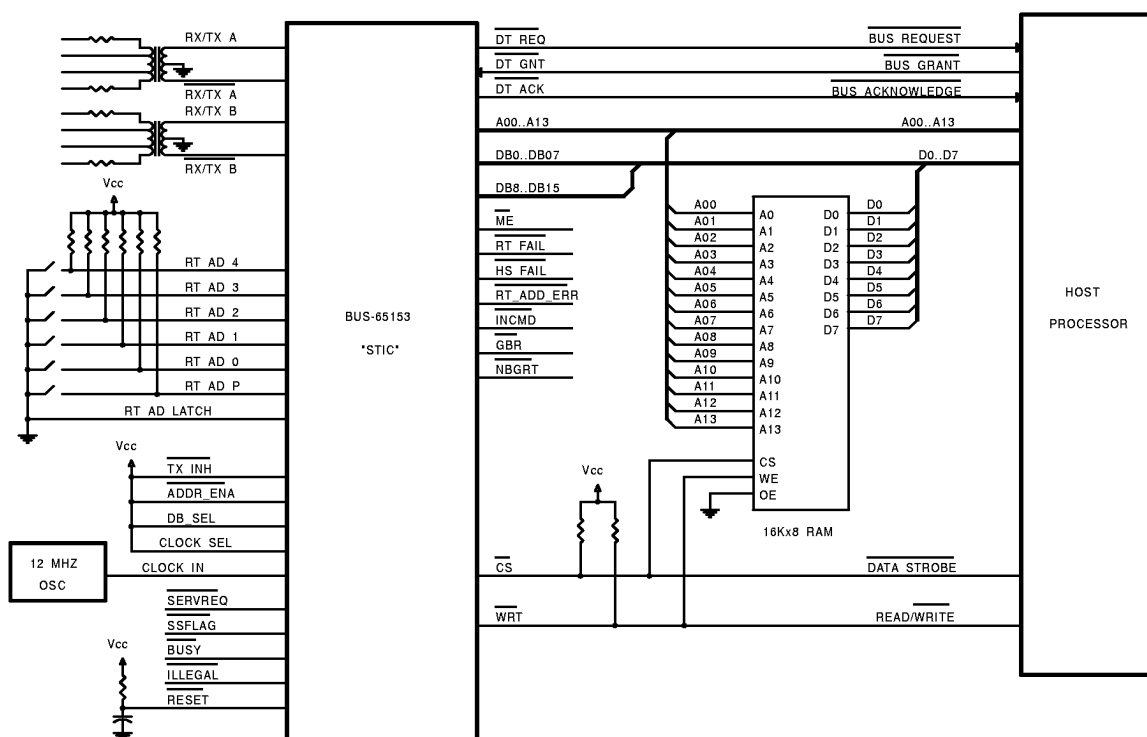 RX/TX A
RX/TX A
RX/TX B
RX/TX B
Vcc
RT AD 4
RT AD 3
RT AD 2
RT AD 1
RT AD 0
RT AD P
RT AD LATCH
Vcc
TX INH
ADDR_ENA
DB_SEL
CLOCK SEL
12 MHZ
OSC
CLOCK IN
SERVREQ
SSFLAG
BUSY
ILLEGAL
RESET
Vcc
BUS-65153
"STIC"
DT REQ
DT GNT
DT ACK
A00..A13
DB0..DB07
DB8..DB15
ME
RT FAIL
HS FAIL
RT_ADD_ERR
INCMD
GBR
NBGRT
CS
WRT
Vcc
BUS REQUEST
BUS GRANT
BUS ACKNOWLEDGE
A00..A13
D0..D7
A00 A0 D0 D0
A01 A1 D1 D1
A02 A2 D2 D2
A03 A3 D3 D3
A04 A4 D4 D4
A05 A5 D5 D5
A06 A6 D6 D6
A07 A7 D7 D7
A08 A8
A09 A9
A10 A10
A11 A11
A12 A12
A13 A13
CS
WE
OE
16Kx8 RAM
DATA STROBE
READ/WRITE
HOST
PROCESSOR